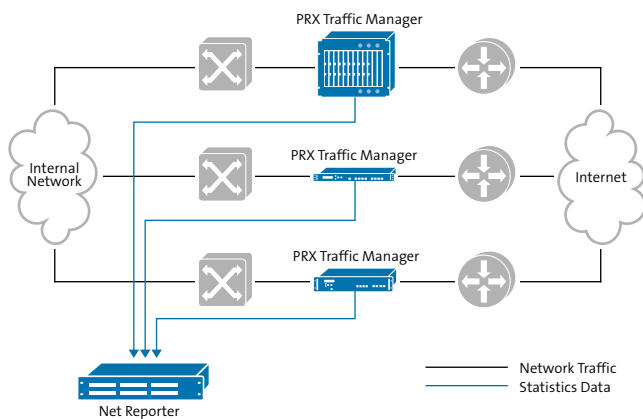 PRX Traffic Manager
PRX Traffic Manager
Internal
Network
Internet
PRX Traffic Manager
Network Traffic
Statistics Data
Net Reporter